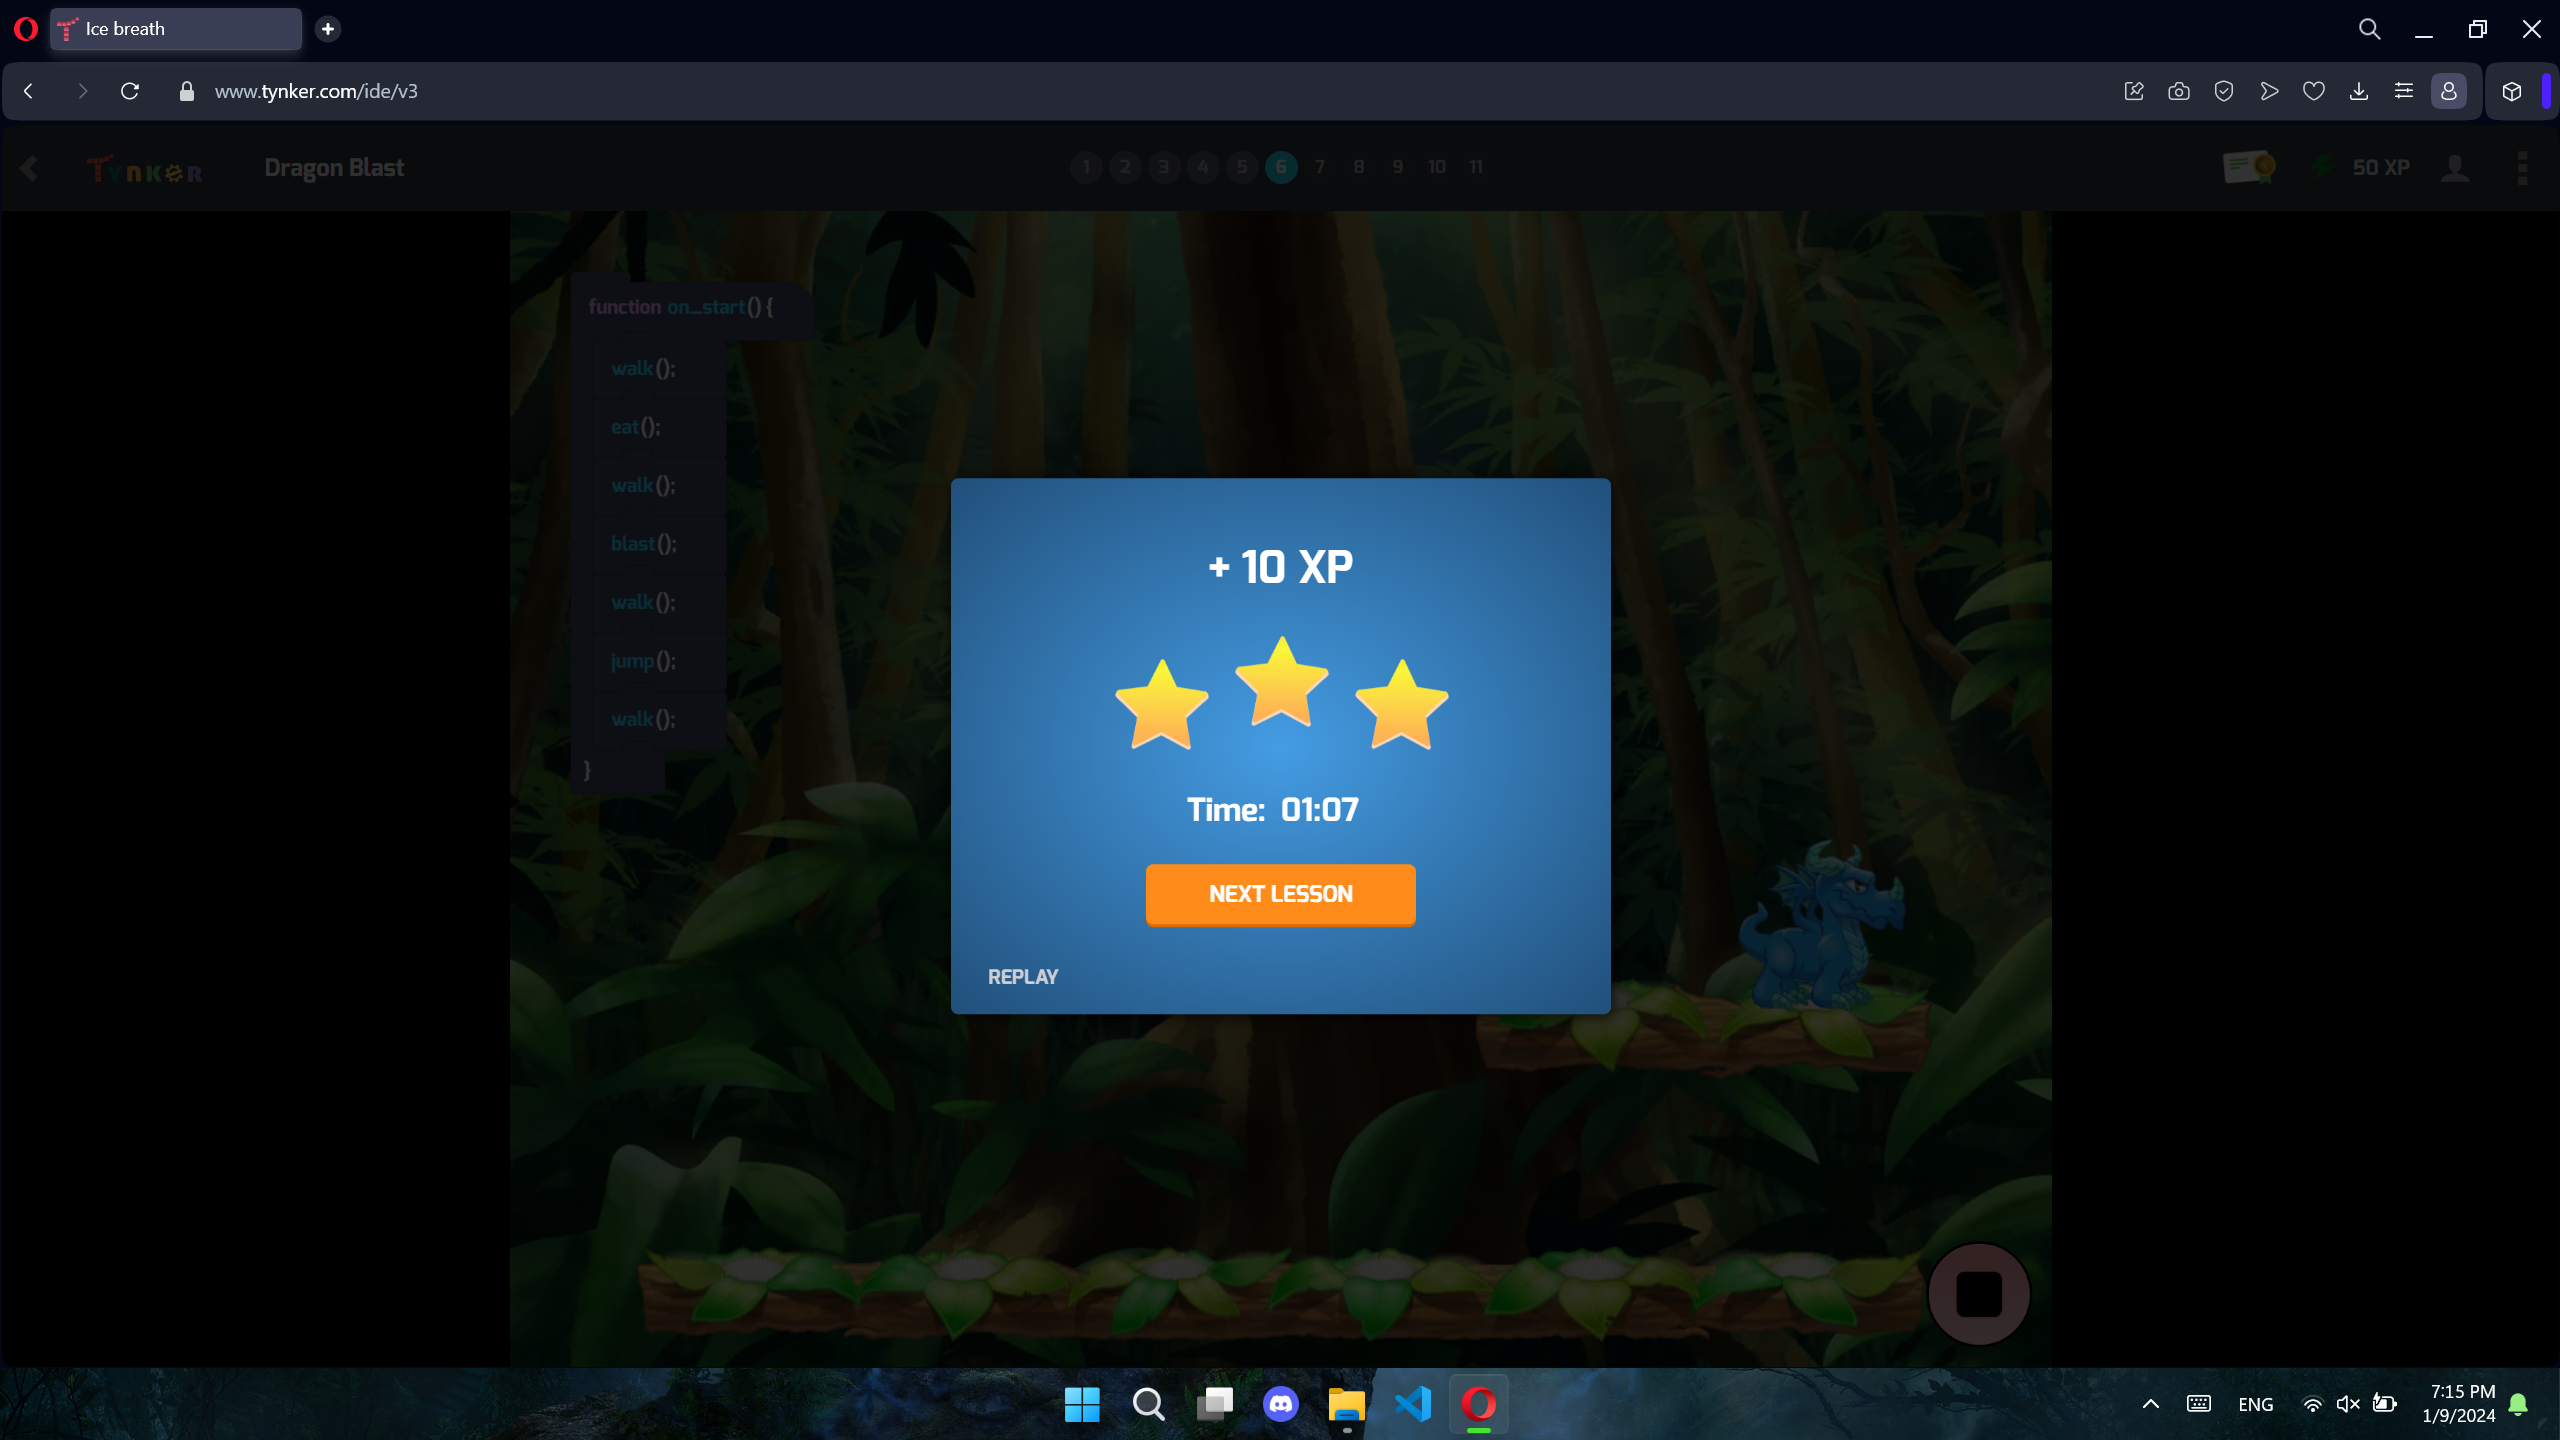 Ice breath
www.tynker.com/ide/v3
TYNKER
Dragon Blast
1 2 3 4 5 6 7 8 9 10 11
50 XP
function on_start() {
walk();
eat();
walk();
blast();
walk();
jump();
walk();
}
+ 10 XP
Time: 01:07
NEXT LESSON
REPLAY
ENG
7:15 PM
1/9/2024